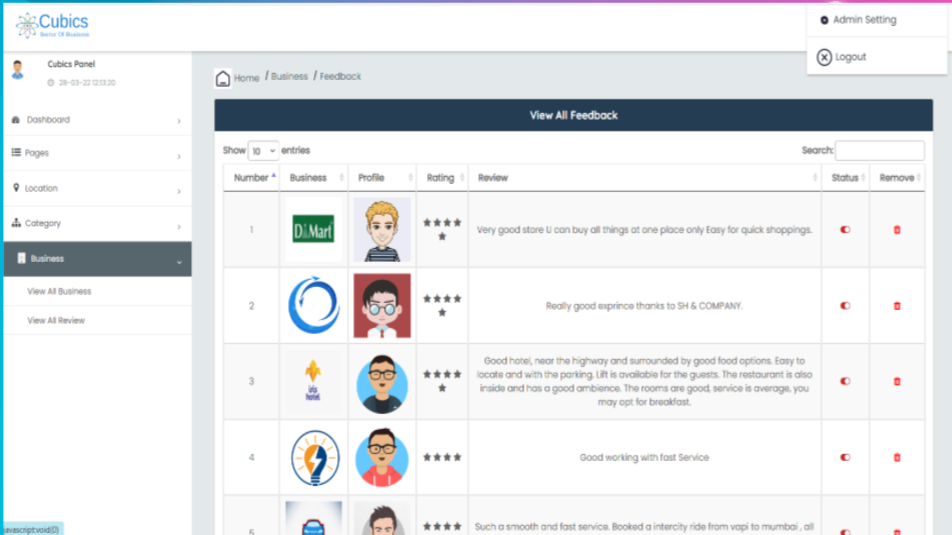 Cubics
Sector Of Business
Admin Setting
Logout
Cubics Panel
28-03-22 12:13:20
Home / Business / Feedback
Dashboard
Pages
Location
Category
Business
View All Business
View All Review
View All Feedback
Show 10 entries
Search:
Number Business Profile Rating Review Status Remove
1 D Mart Very good store U can buy all things at one place only Easy for quick shoppings.
2 Really good exprince thanks to SH & COMPANY.
3 hotel
Good hotel, near the highway and surrounded by good food options. Easy to
locate and with the parking. Lift is available for the guests. The restaurant is also
inside and has a good ambience. The rooms are good, service is average, you
may opt for breakfast.
4 Good working with fast Service
5 Such a smooth and fast service. Booked a intercity ride from vapi to mumbai , all
javascript:void(0)